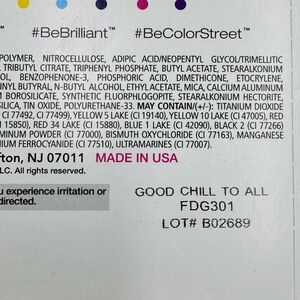 #BeBrilliant™ #BeColorStreet™
POLYMER, NITROCELLULOSE, ADIPIC ACID/NEOPENTYL GLYCOL/TRIMELLITIC
, TRIBUTYL CITRATE, TRIPHENYL PHOSPHATE, BUTYL ACETATE, STEARALKONIUM
OL, BENZOPHENONE-3, PHOSPHORIC ACID, DIMETHICONE, ETOCRYLENE,
INYL BUTYRAL, N-BUTYL ALCOHOL, ETHYL ACETATE, MICA, CALCIUM ALUMINUM
M BOROSILICATE, SYNTHETIC FLUORPHLOGOPITE, STEARALKONIUM HECTORITE,
SILICA, TIN OXIDE, POLYURETHANE-33. MAY CONTAIN/(+/-): TITANIUM DIOXIDE
CI 77492, CI 77499), YELLOW 5 LAKE (CI 19140), YELLOW 10 LAKE (CI 47005), RED
I 15850), RED 34 LAKE (CI 15880), BLUE 1 LAKE (CI 42090), BLACK 2 (CI 77266)
UMINUM POWDER (CI 77000), BISMUTH OXYCHLORIDE (CI 77163), MANGANESE
IUM FERROCYANIDE (CI 77510), ULTRAMARINES (CI 77007).
fton, NJ 07011 MADE IN USA
LLC. All rights reserved.
u experience irritation or
directed.
GOOD CHILL TO ALL
FDG301
LOT# B02689